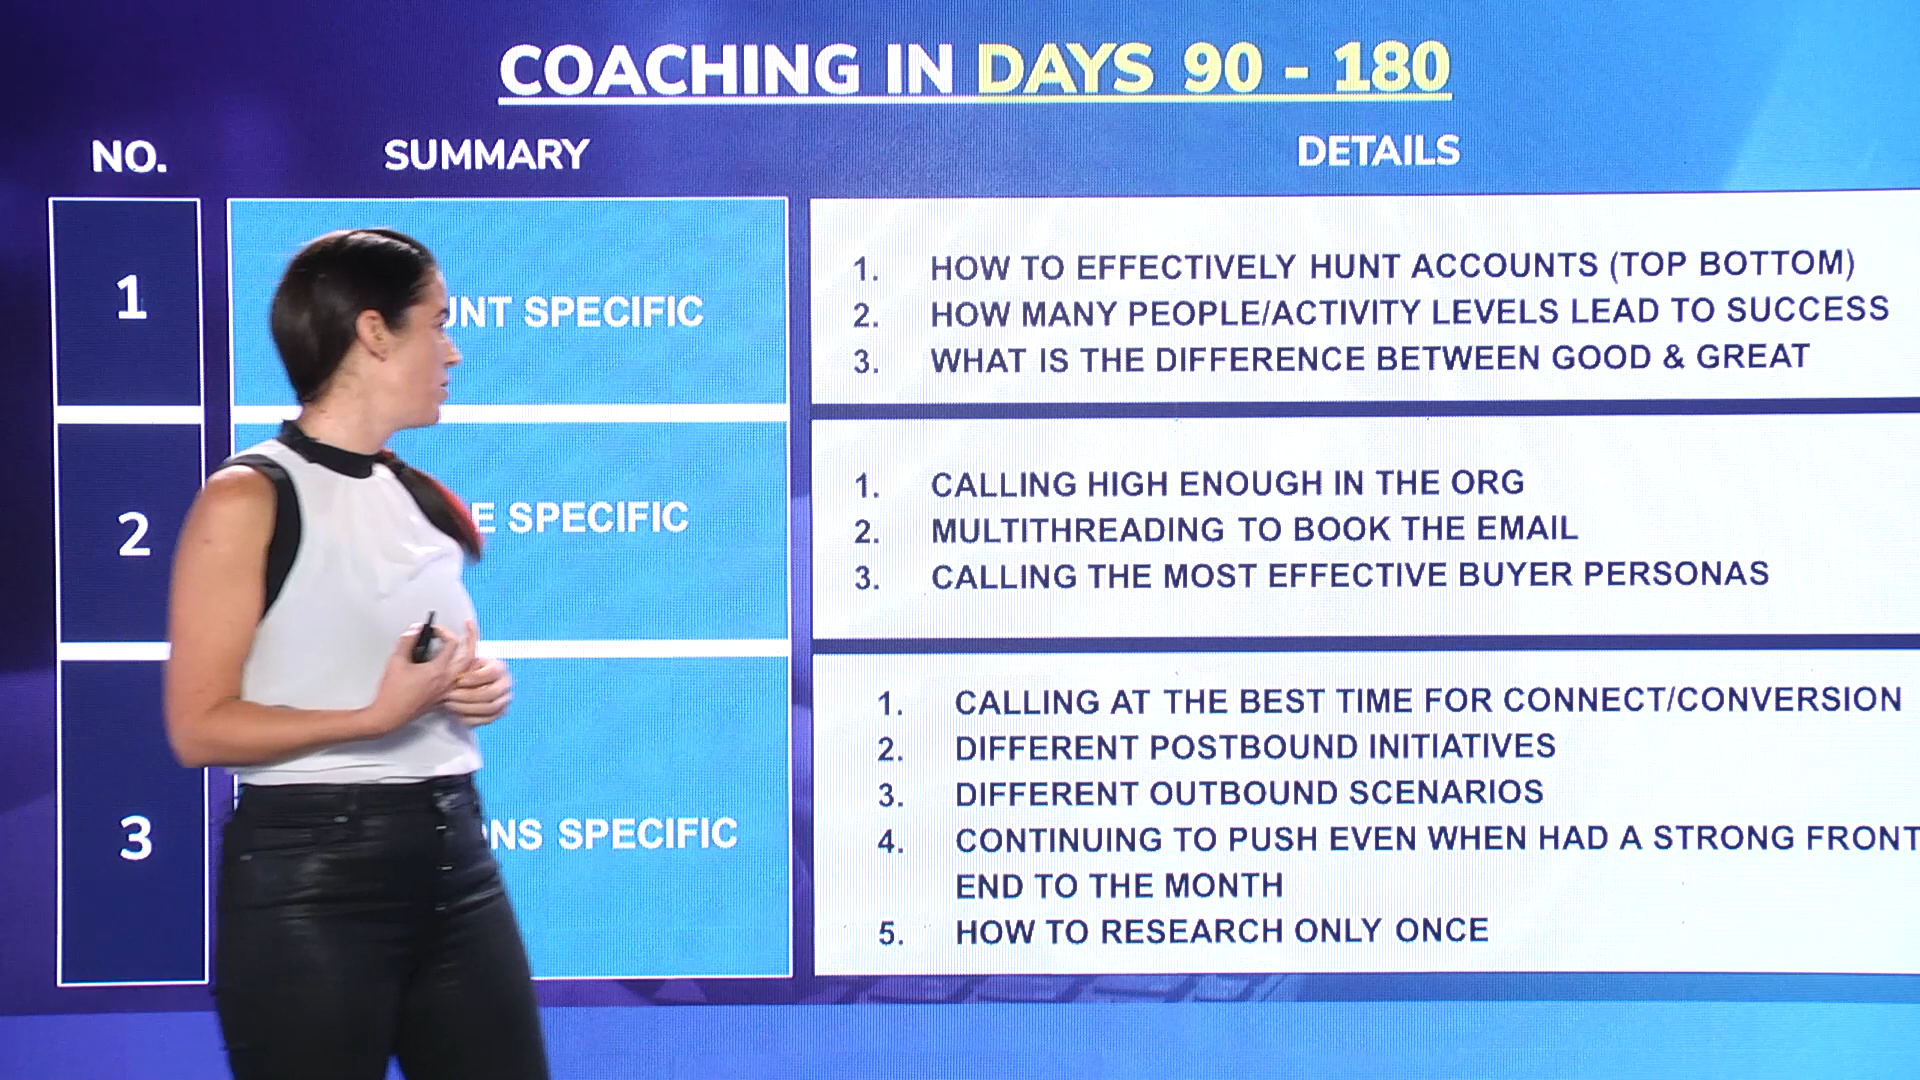 COACHING IN DAYS 90 - 180
NO.
SUMMARY
DETAILS
1
SPECIFIC
1. HOW TO EFFECTIVELY HUNT ACCOUNTS (TOP BOTTOM)
2. HOW MANY PEOPLE/ACTIVITY LEVELS LEAD TO SUCCESS
3. WHAT IS THE DIFFERENCE BETWEEN GOOD & GREAT
2
SPECIFIC
1. CALLING HIGH ENOUGH IN THE ORG
2. MULTITHREADING TO BOOK THE EMAIL
3. CALLING THE MOST EFFECTIVE BUYER PERSONAS
3
SPECIFIC
1. CALLING AT THE BEST TIME FOR CONNECT/CONVERSION
2. DIFFERENT POSTBOUND INITIATIVES
3. DIFFERENT OUTBOUND SCENARIOS
4. CONTINUING TO PUSH EVEN WHEN HAD A STRONG FRONT
END TO THE MONTH
5. HOW TO RESEARCH ONLY ONCE